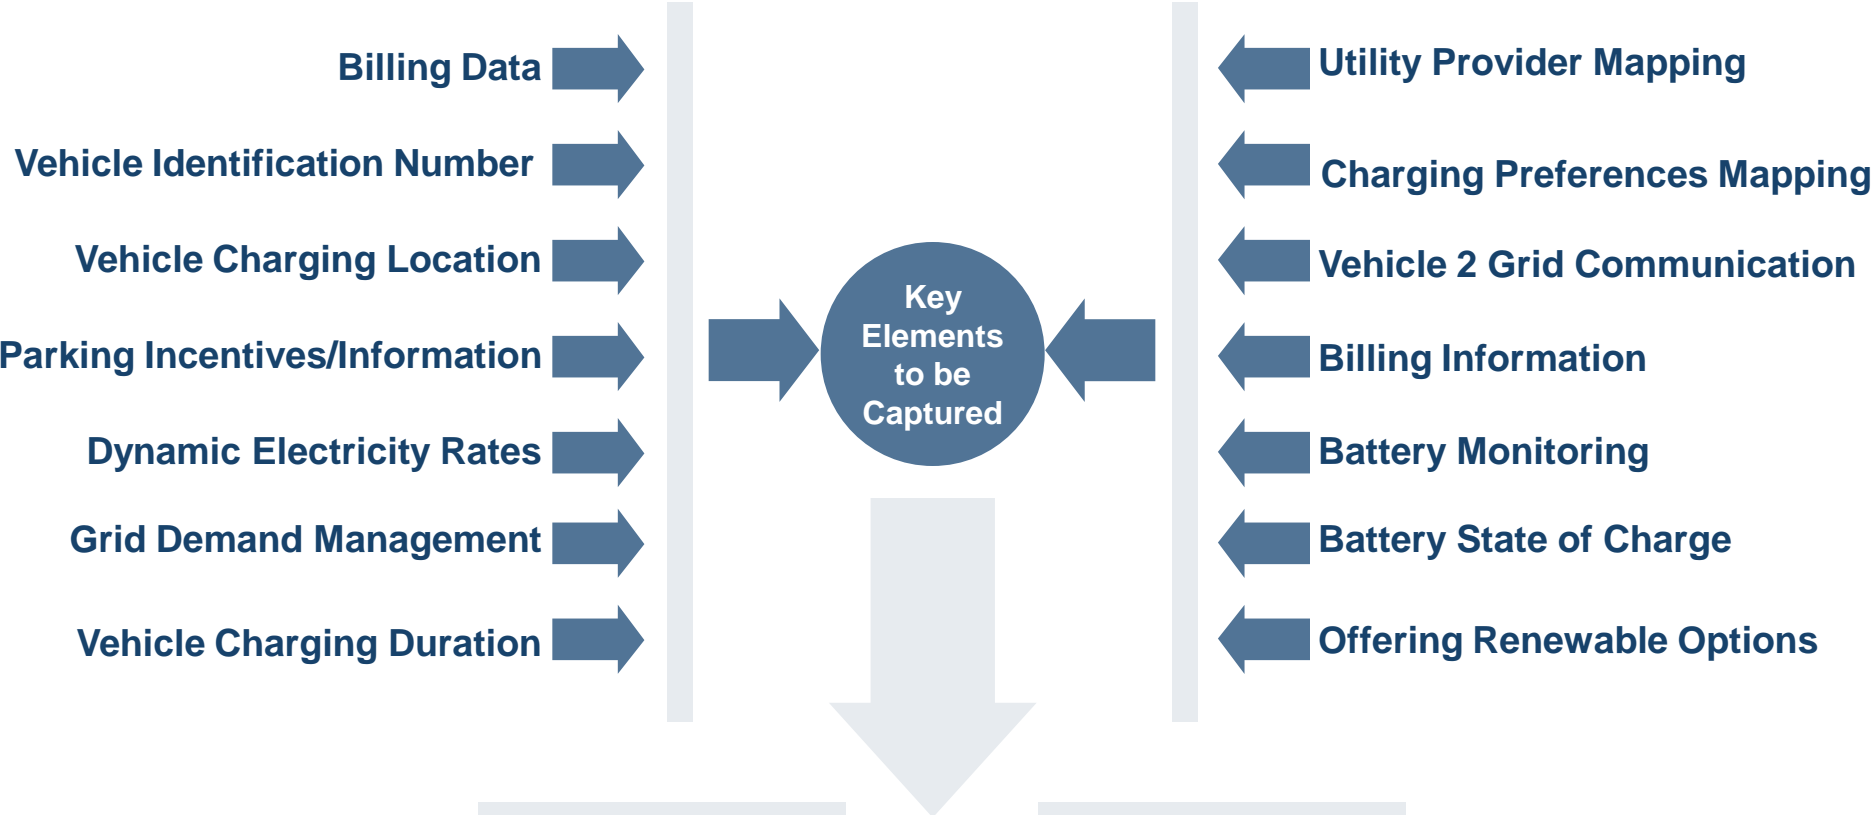 Billing Data
Vehicle Identification Number
Vehicle Charging Location
Parking Incentives/Information
Dynamic Electricity Rates
Grid Demand Management
Vehicle Charging Duration
Key
Elements
to be
Captured
Utility Provider Mapping
Charging Preferences Mapping
Vehicle 2 Grid Communication
Billing Information
Battery Monitoring
Battery State of Charge
Offering Renewable Options